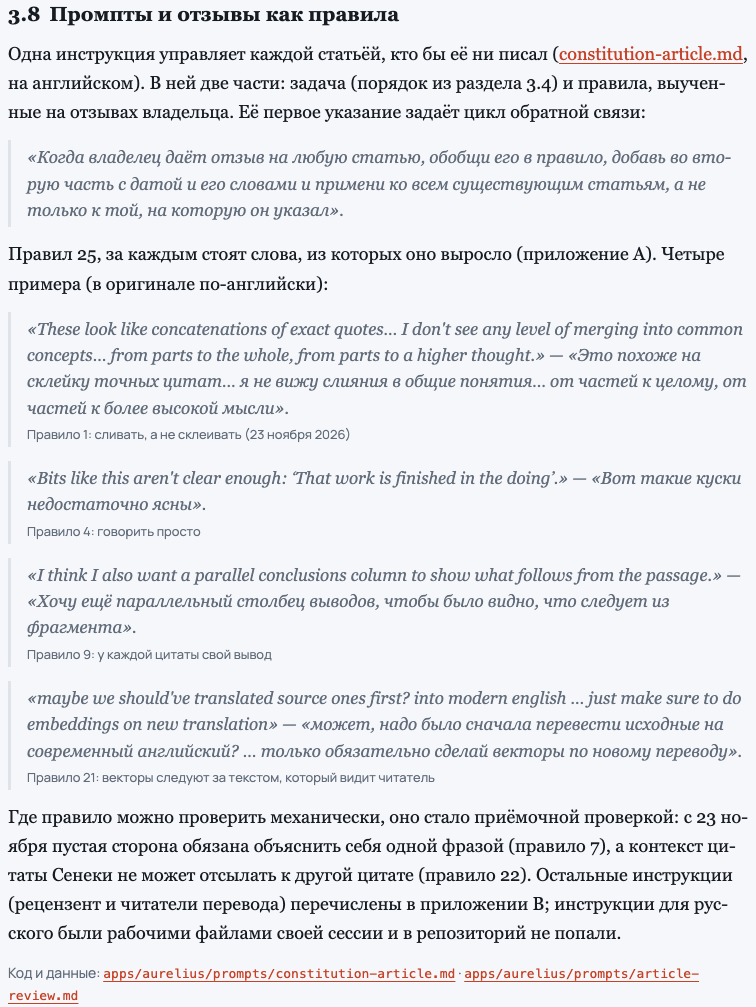 3.8 Промпты и отзывы как правила
Одна инструкция управляет каждой статьёй, кто бы её ни писал (constitution-article.md,
на английском). В ней две части: задача (порядок из раздела 3.4) и правила, выучен-
ные на отзывах владельца. Её первое указание задаёт цикл обратной связи:
«Когда владелец даёт отзыв на любую статью, обобщи его в правило, добавь во вто-
рую часть с датой и его словами и примени ко всем существующим статьям, а не
только к той, на которую он указал».
Правил 25, за каждым стоят слова, из которых оно выросло (приложение A). Четыре
примера (в оригинале по-английски):
«These look like concatenations of exact quotes… I don't see any level of merging into common
concepts… from parts to the whole, from parts to a higher thought.» — «Это похоже на
склейку точных цитат… я не вижу слияния в общие понятия… от частей к целому, от
частей к более высокой мысли».
Правило 1: сливать, а не склеивать (23 ноября 2026)
«Bits like this aren't clear enough: ‘That work is finished in the doing’.» — «Вот такие куски
недостаточно ясны».
Правило 4: говорить просто
«I think I also want a parallel conclusions column to show what follows from the passage.» —
«Хочу ещё параллельный столбец выводов, чтобы было видно, что следует из
фрагмента».
Правило 9: у каждой цитаты свой вывод
«maybe we should've translated source ones first? into modern english … just make sure to do
embeddings on new translation» — «может, надо было сначала перевести исходные на
современный английский? … только обязательно сделай векторы по новому переводу».
Правило 21: векторы следуют за текстом, который видит читатель
Где правило можно проверить механически, оно стало приёмочной проверкой: с 23 но-
ября пустая сторона обязана объяснить себя одной фразой (правило 7), а контекст ци-
таты Сенеки не может отсылать к другой цитате (правило 22). Остальные инструкции
(рецензент и читатели перевода) перечислены в приложении B; инструкции для рус-
ского были рабочими файлами своей сессии и в репозиторий не попали.
Код и данные: apps/aurelius/prompts/constitution-article.md · apps/aurelius/prompts/article-
review.md